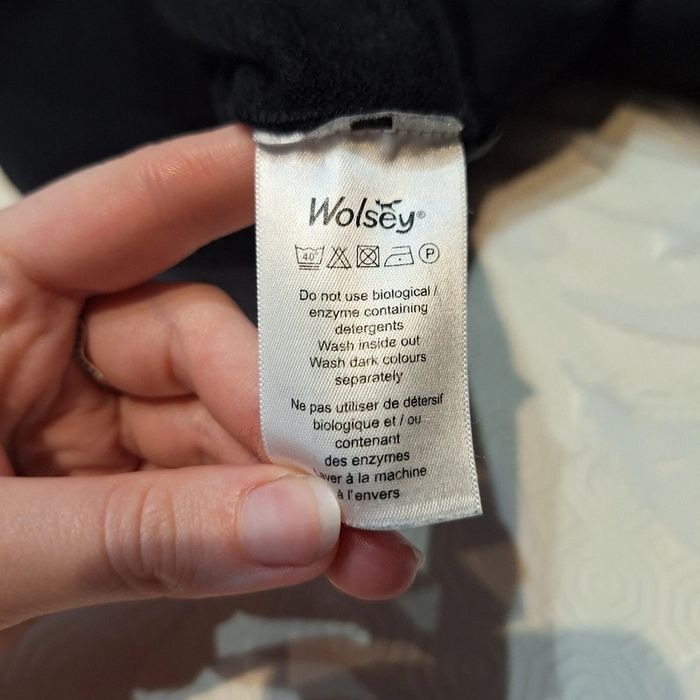 Wolsey®
40° P
Do not use biological /
enzyme containing
detergents
Wash inside out
Wash dark colours
separately
Ne pas utiliser de détersif
biologique et / ou
contenant
des enzymes
à la machine
à l'envers